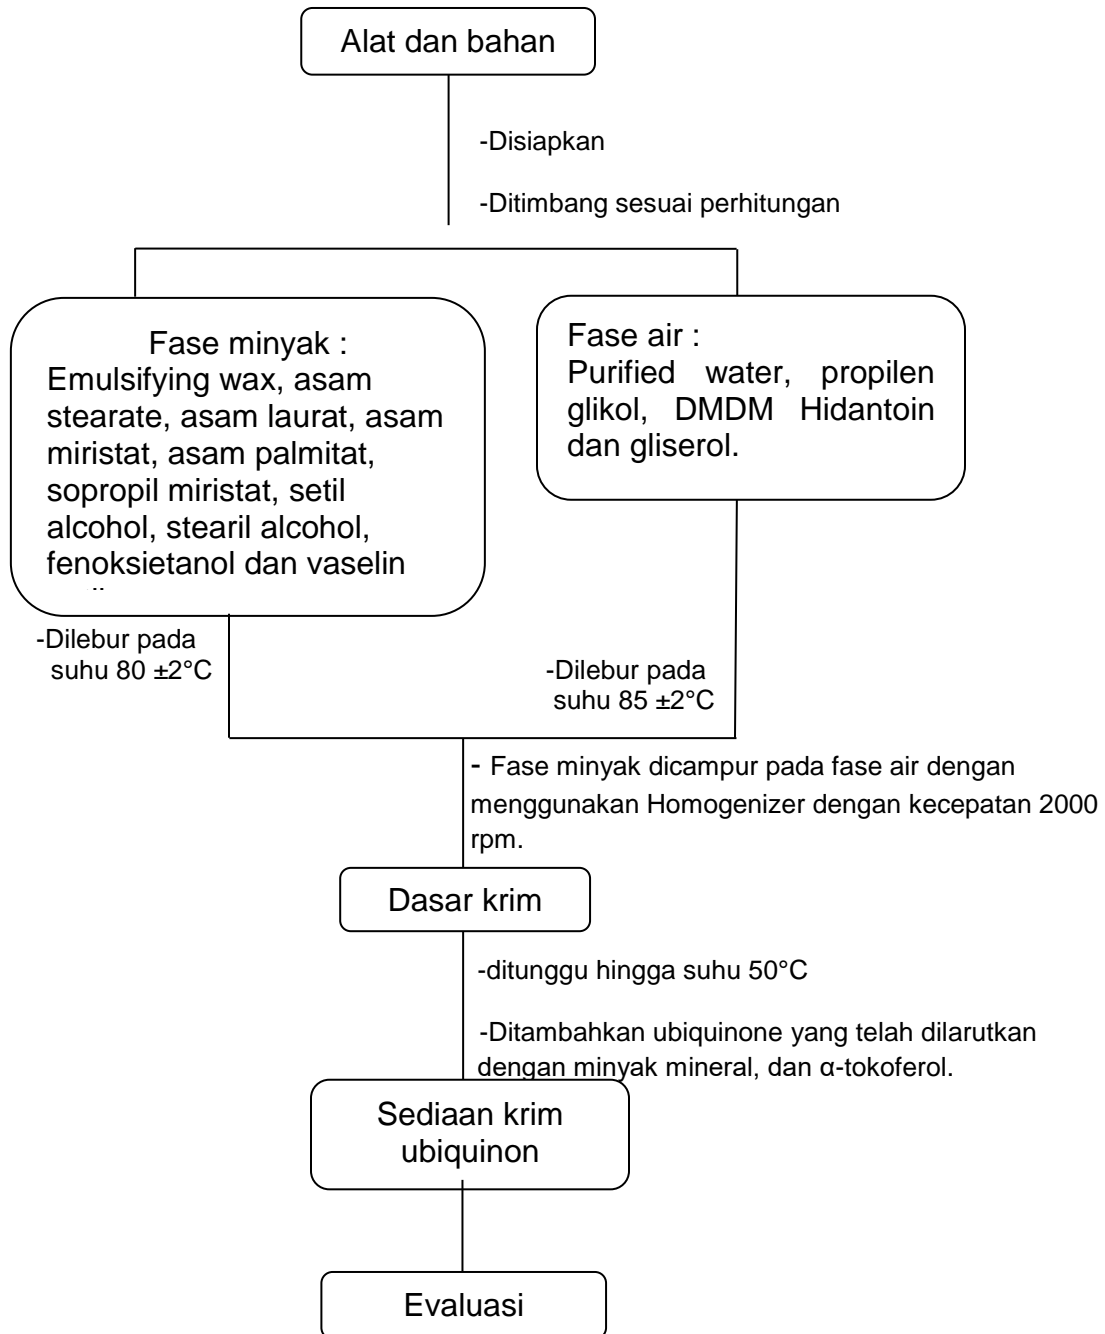 Alat dan bahan
-Disiapkan
-Ditimbang sesuai perhitungan
Fase minyak :
Emulsifying wax, asam
stearate, asam laurat, asam
miristat, asam palmitat,
sopropil miristat, setil
alcohol, stearil alcohol,
fenoksietanol dan vaselin
Fase air :
Purified water, propilen
glikol, DMDM Hidantoin
dan gliserol.
-Dilebur pada
suhu 80 ±2°C
-Dilebur pada
suhu 85 ±2°C
- Fase minyak dicampur pada fase air dengan
menggunakan Homogenizer dengan kecepatan 2000
rpm.
Dasar krim
-ditunggu hingga suhu 50°C
-Ditambahkan ubiquinone yang telah dilarutkan
dengan minyak mineral, dan α-tokoferol.
Sediaan krim
ubiquinon
Evaluasi